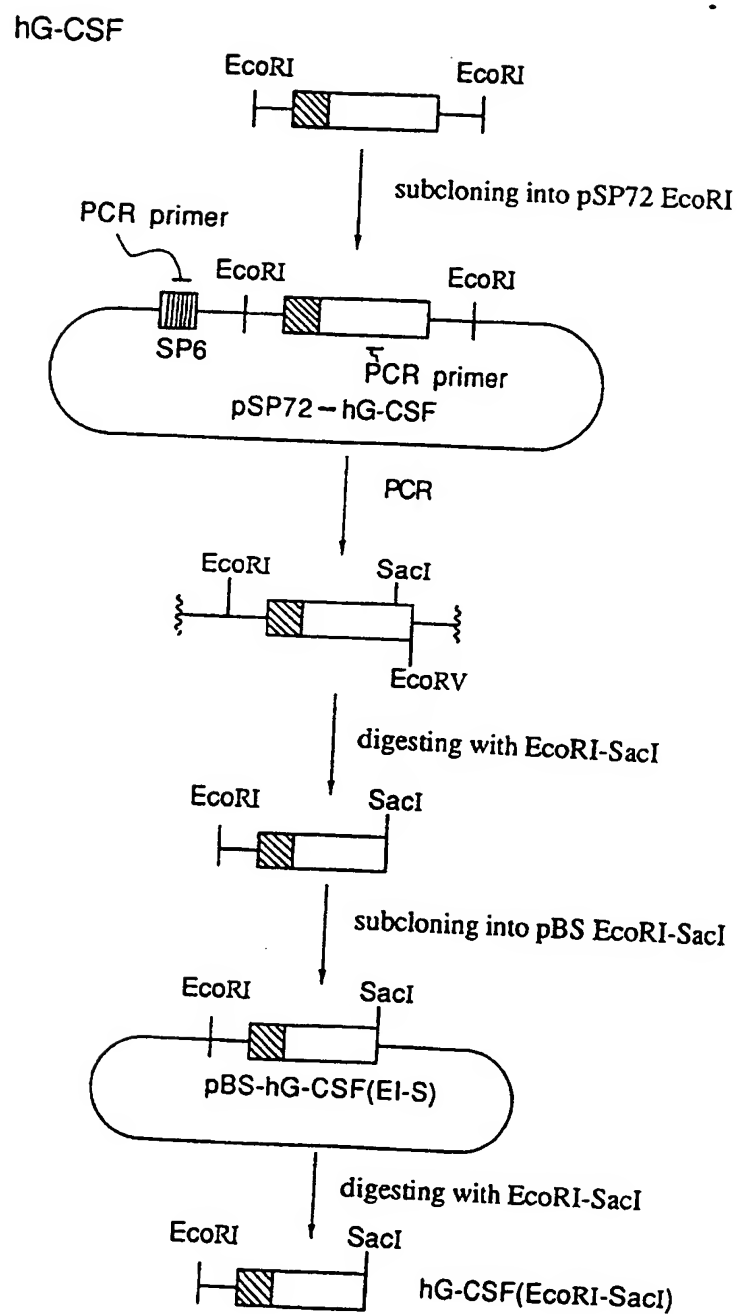 hG-CSF
EcoRI
EcoRI
subcloning into pSP72 EcoRI
PCR primer
EcoRI
EcoRI
SP6
PCR primer
pSP72-hG-CSF
PCR
EcoRI
SacI
EcoRV
digesting with EcoRI-SacI
EcoRI
SacI
subcloning into pBS EcoRI-SacI
EcoRI
SacI
pBS-hG-CSF(EI-S)
digesting with EcoRI-SacI
EcoRI
SacI
hG-CSF(EcoRI-SacI)